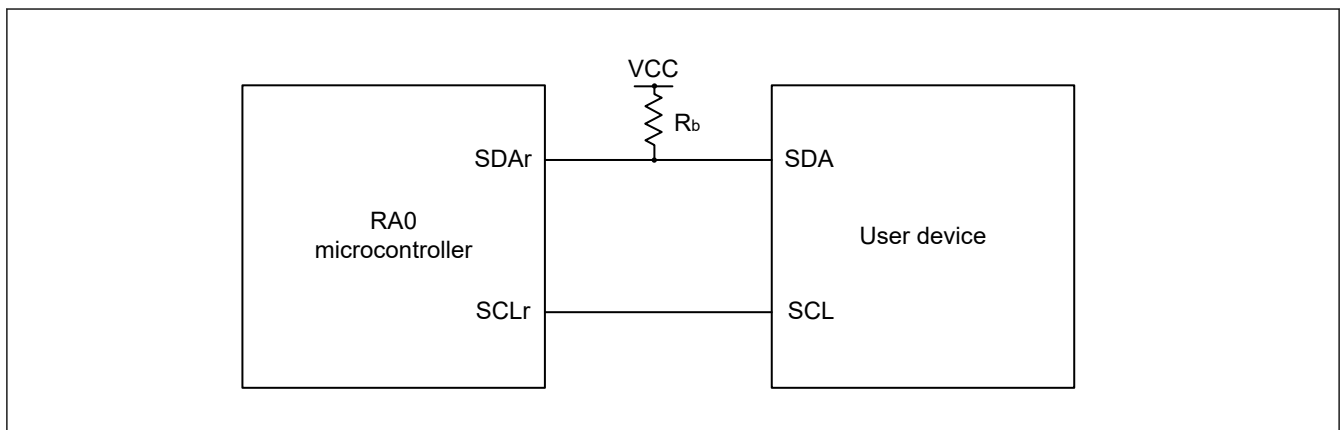 VCC
Rb
SDAr
SDA
RA0
microcontroller
User device
SCLr
SCL